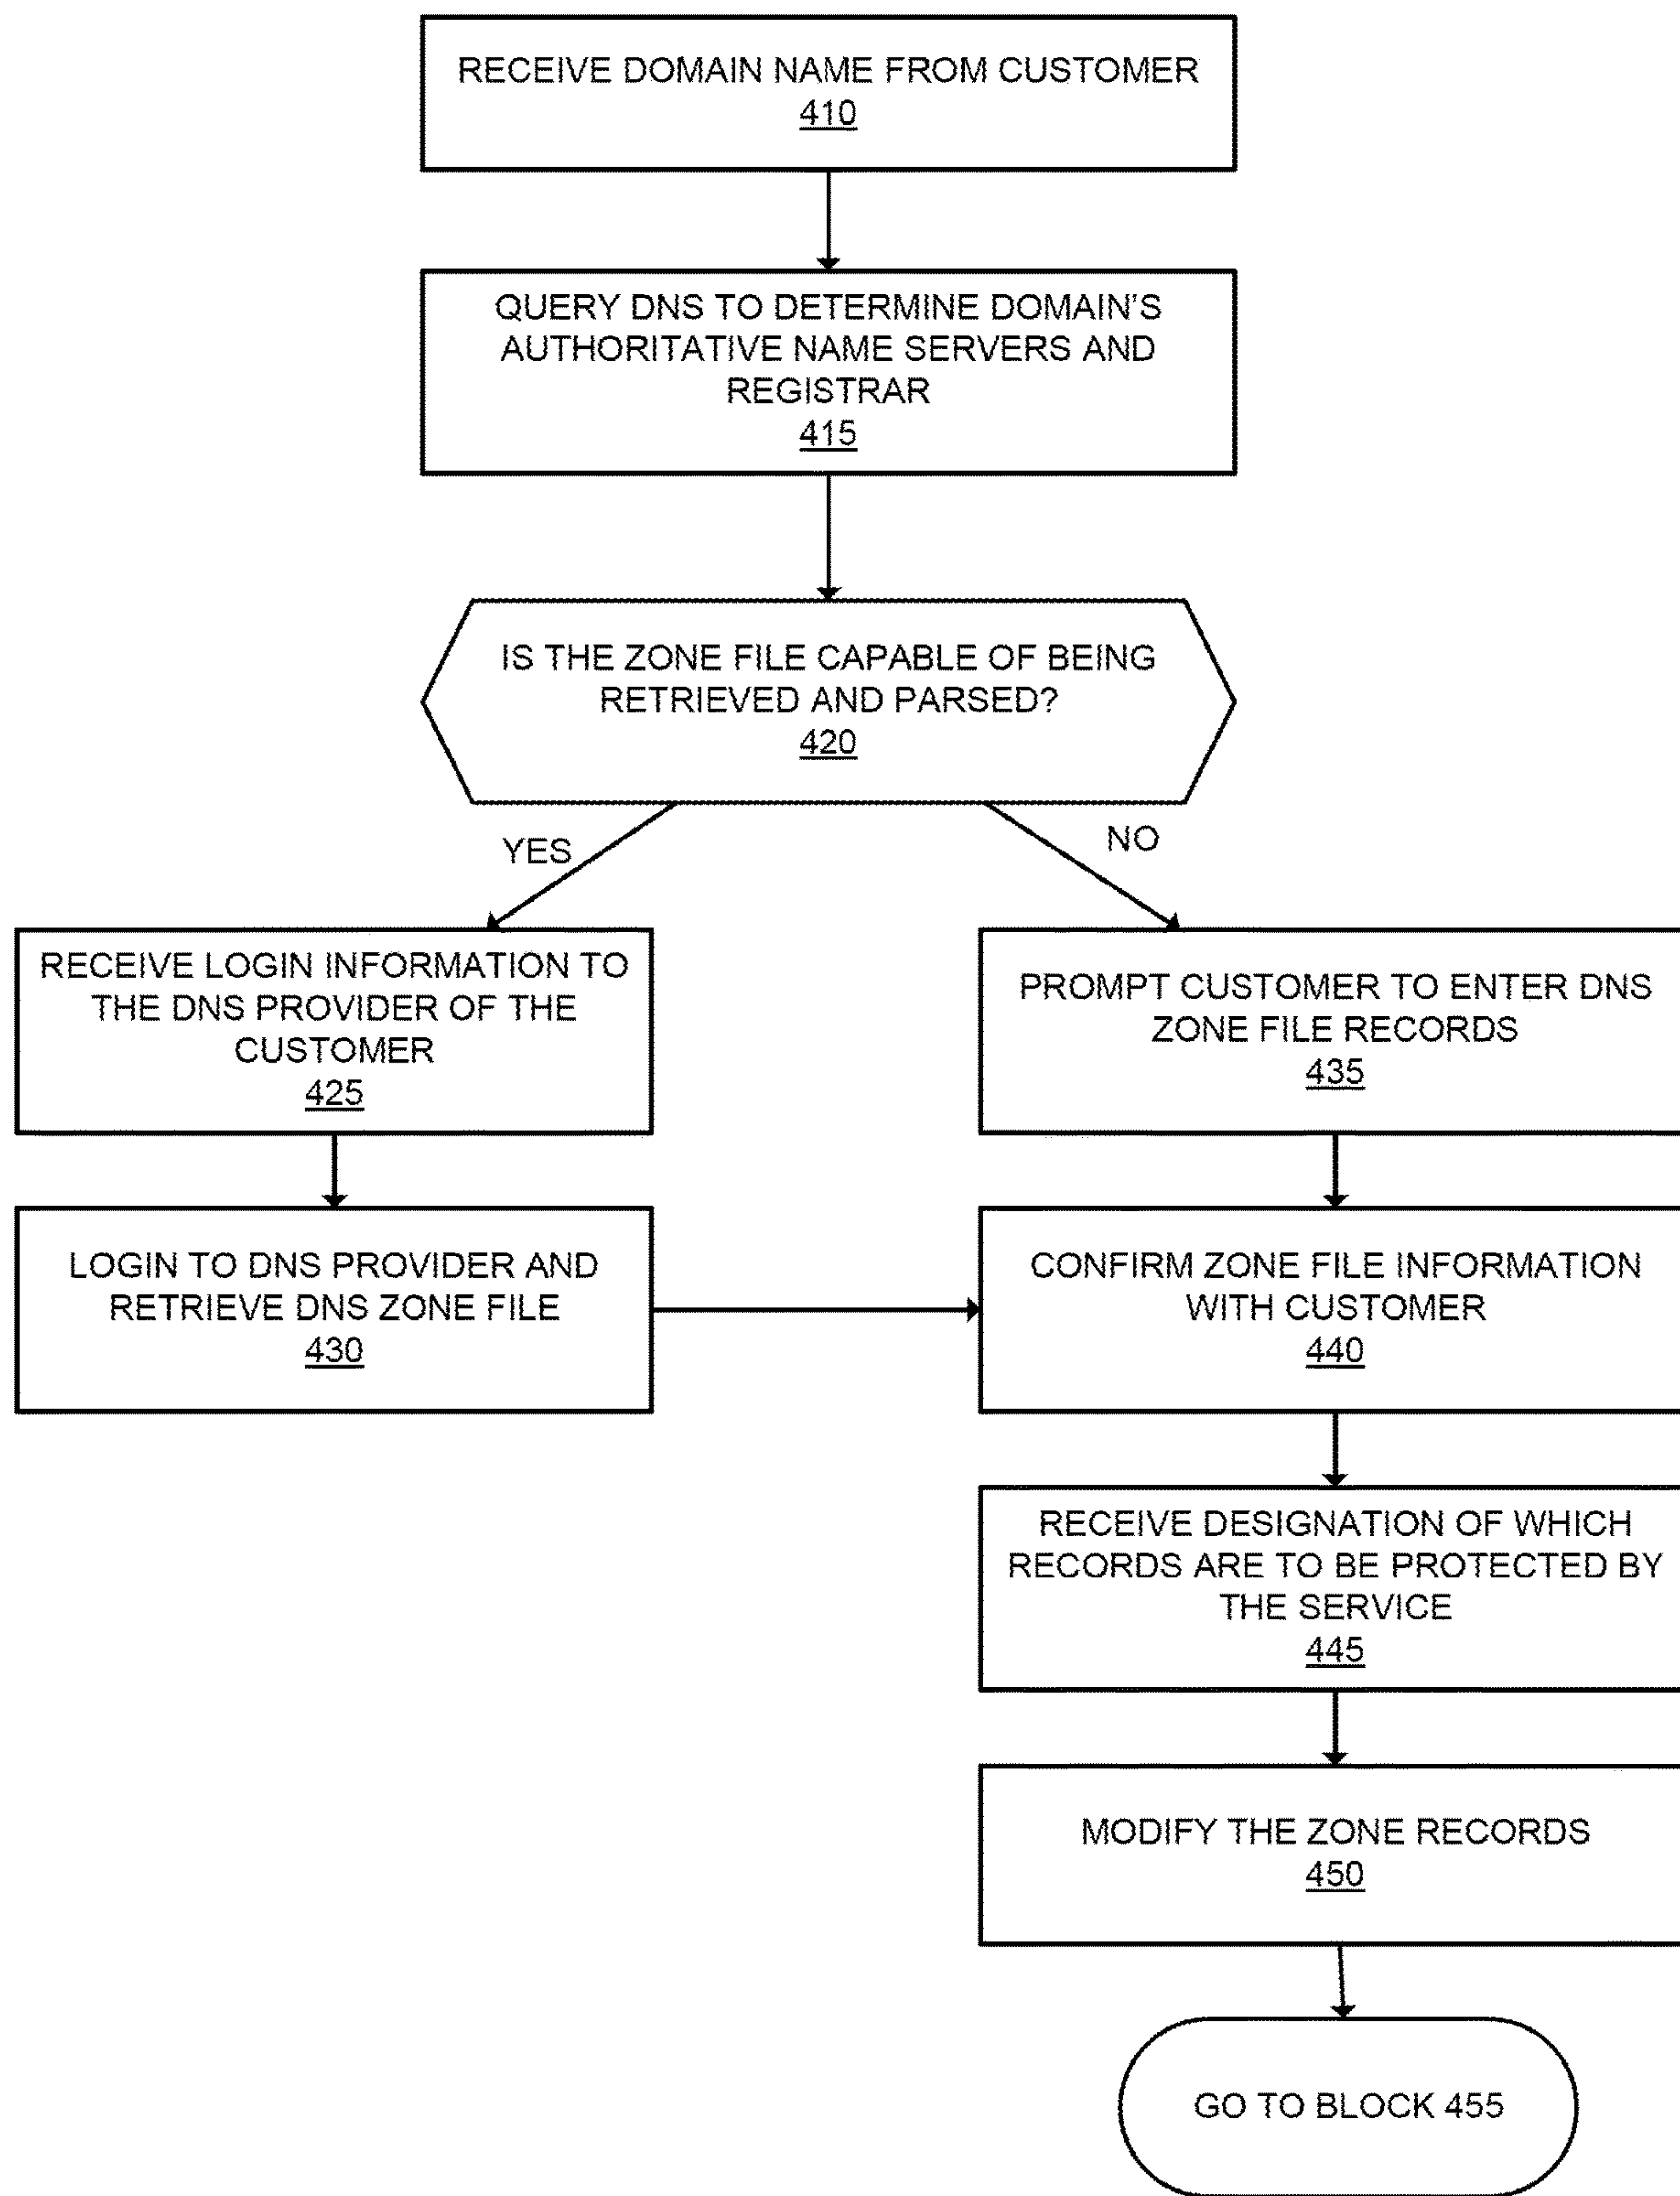 RECEIVE DOMAIN NAME FROM CUSTOMER
410
QUERY DNS TO DETERMINE DOMAIN'S
AUTHORITATIVE NAME SERVERS AND
REGISTRAR
415
IS THE ZONE FILE CAPABLE OF BEING
RETRIEVED AND PARSED?
420
YES
NO
RECEIVE LOGIN INFORMATION TO
THE DNS PROVIDER OF THE
CUSTOMER
425
PROMPT CUSTOMER TO ENTER DNS
ZONE FILE RECORDS
435
LOGIN TO DNS PROVIDER AND
RETRIEVE DNS ZONE FILE
430
CONFIRM ZONE FILE INFORMATION
WITH CUSTOMER
440
RECEIVE DESIGNATION OF WHICH
RECORDS ARE TO BE PROTECTED BY
THE SERVICE
445
MODIFY THE ZONE RECORDS
450
GO TO BLOCK 455